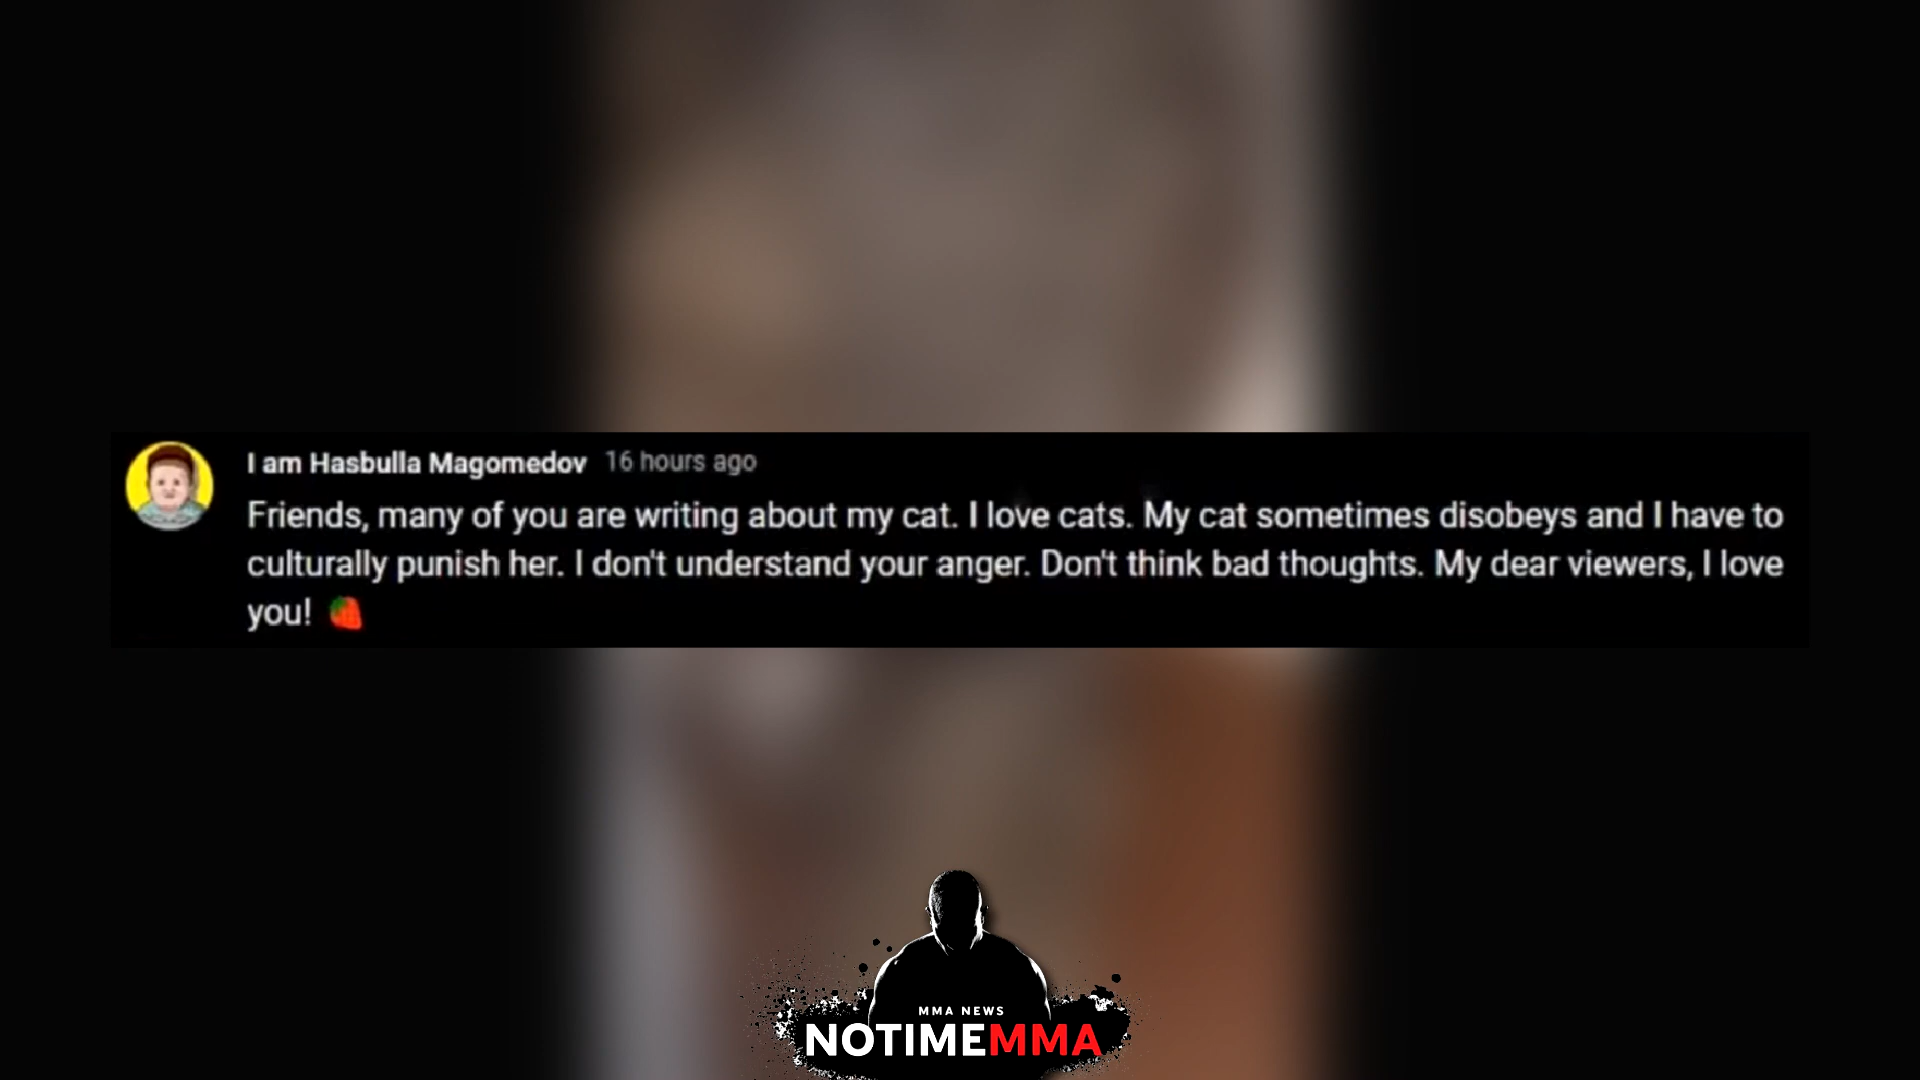 I am Hasbulla Magomedov 16 hours ago
Friends, many of you are writing about my cat. I love cats. My cat sometimes disobeys and I have to
culturally punish her. I don't understand your anger. Don't think bad thoughts. My dear viewers, I love
you! 🍓
MMA NEWS
NOTIMEMMA